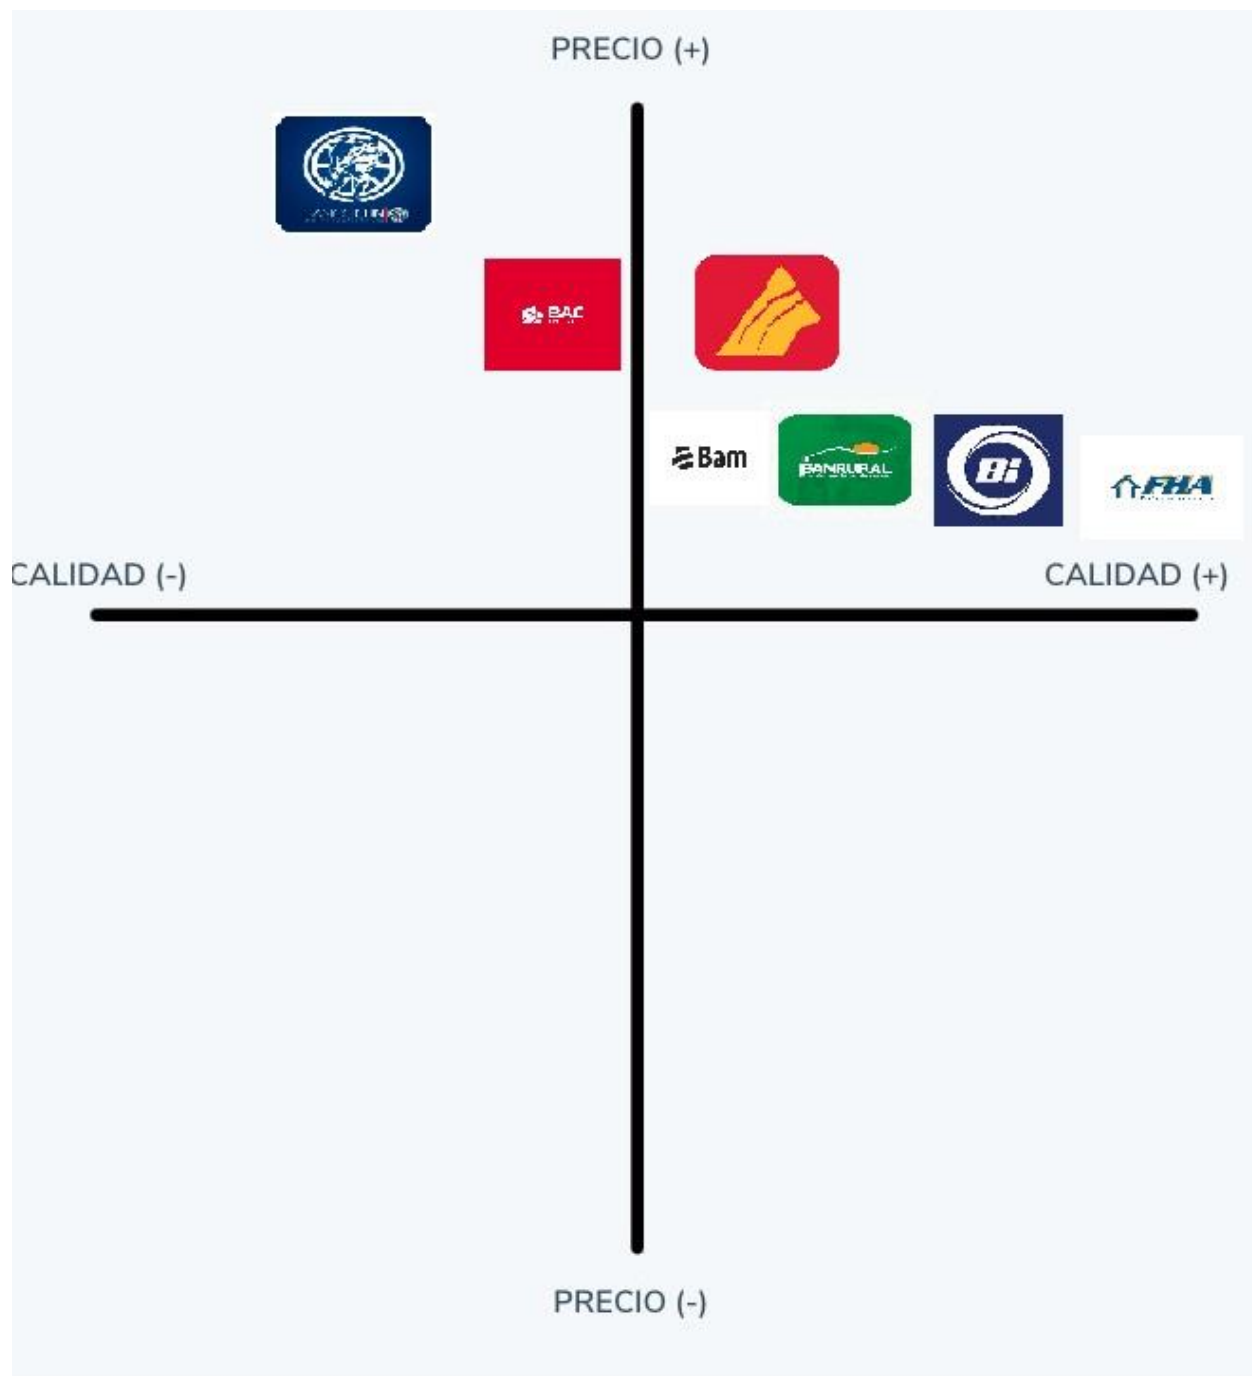 PRECIO (+)
BAC
Bam
BANRURAL
Bi
FHA
CALIDAD (-)
CALIDAD (+)
PRECIO (-)